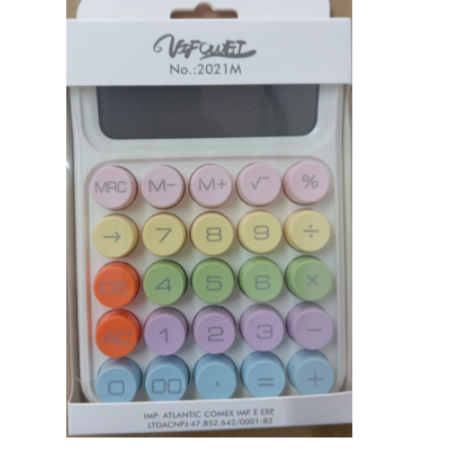 No.:2021M
MRC M- M+ √ %
→ 7 8 9 ÷
CE 4 5 6 ×
AC 1 2 3 −
0 00 · = +
IMP: ATLANTIC COMEX IMP. E EXP.
LTDACNPJ:47.852.642/0001-82